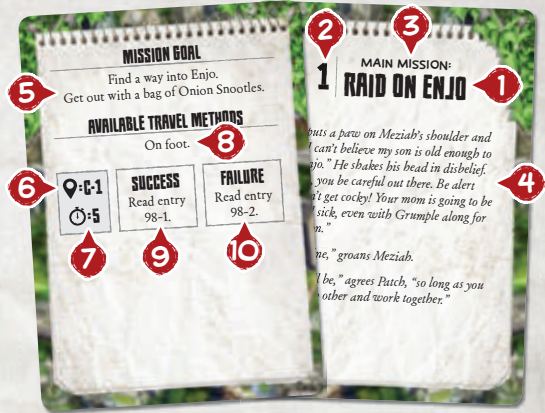 MISSION GOAL
Find a way into Enjo.
Get out with a bag of Onion Snootles.
AVAILABLE TRAVEL METHODS
On foot.
:C-1
:5
SUCCESS
Read entry
98-1.
FAILURE
Read entry
98-2.
5
6
7
8
9
10
2
3
1
MAIN MISSION:
RAID ON ENJO
1
puts a paw on Meziah's shoulder and
I can't believe my son is old enough to
njo." He shakes his head in disbelief.
you be careful out there. Be alert
n't get cocky! Your mom is going to be
sick, even with Grumple along for
on."
ine," groans Meziah.
l be," agrees Patch, "so long as you
other and work together."
4